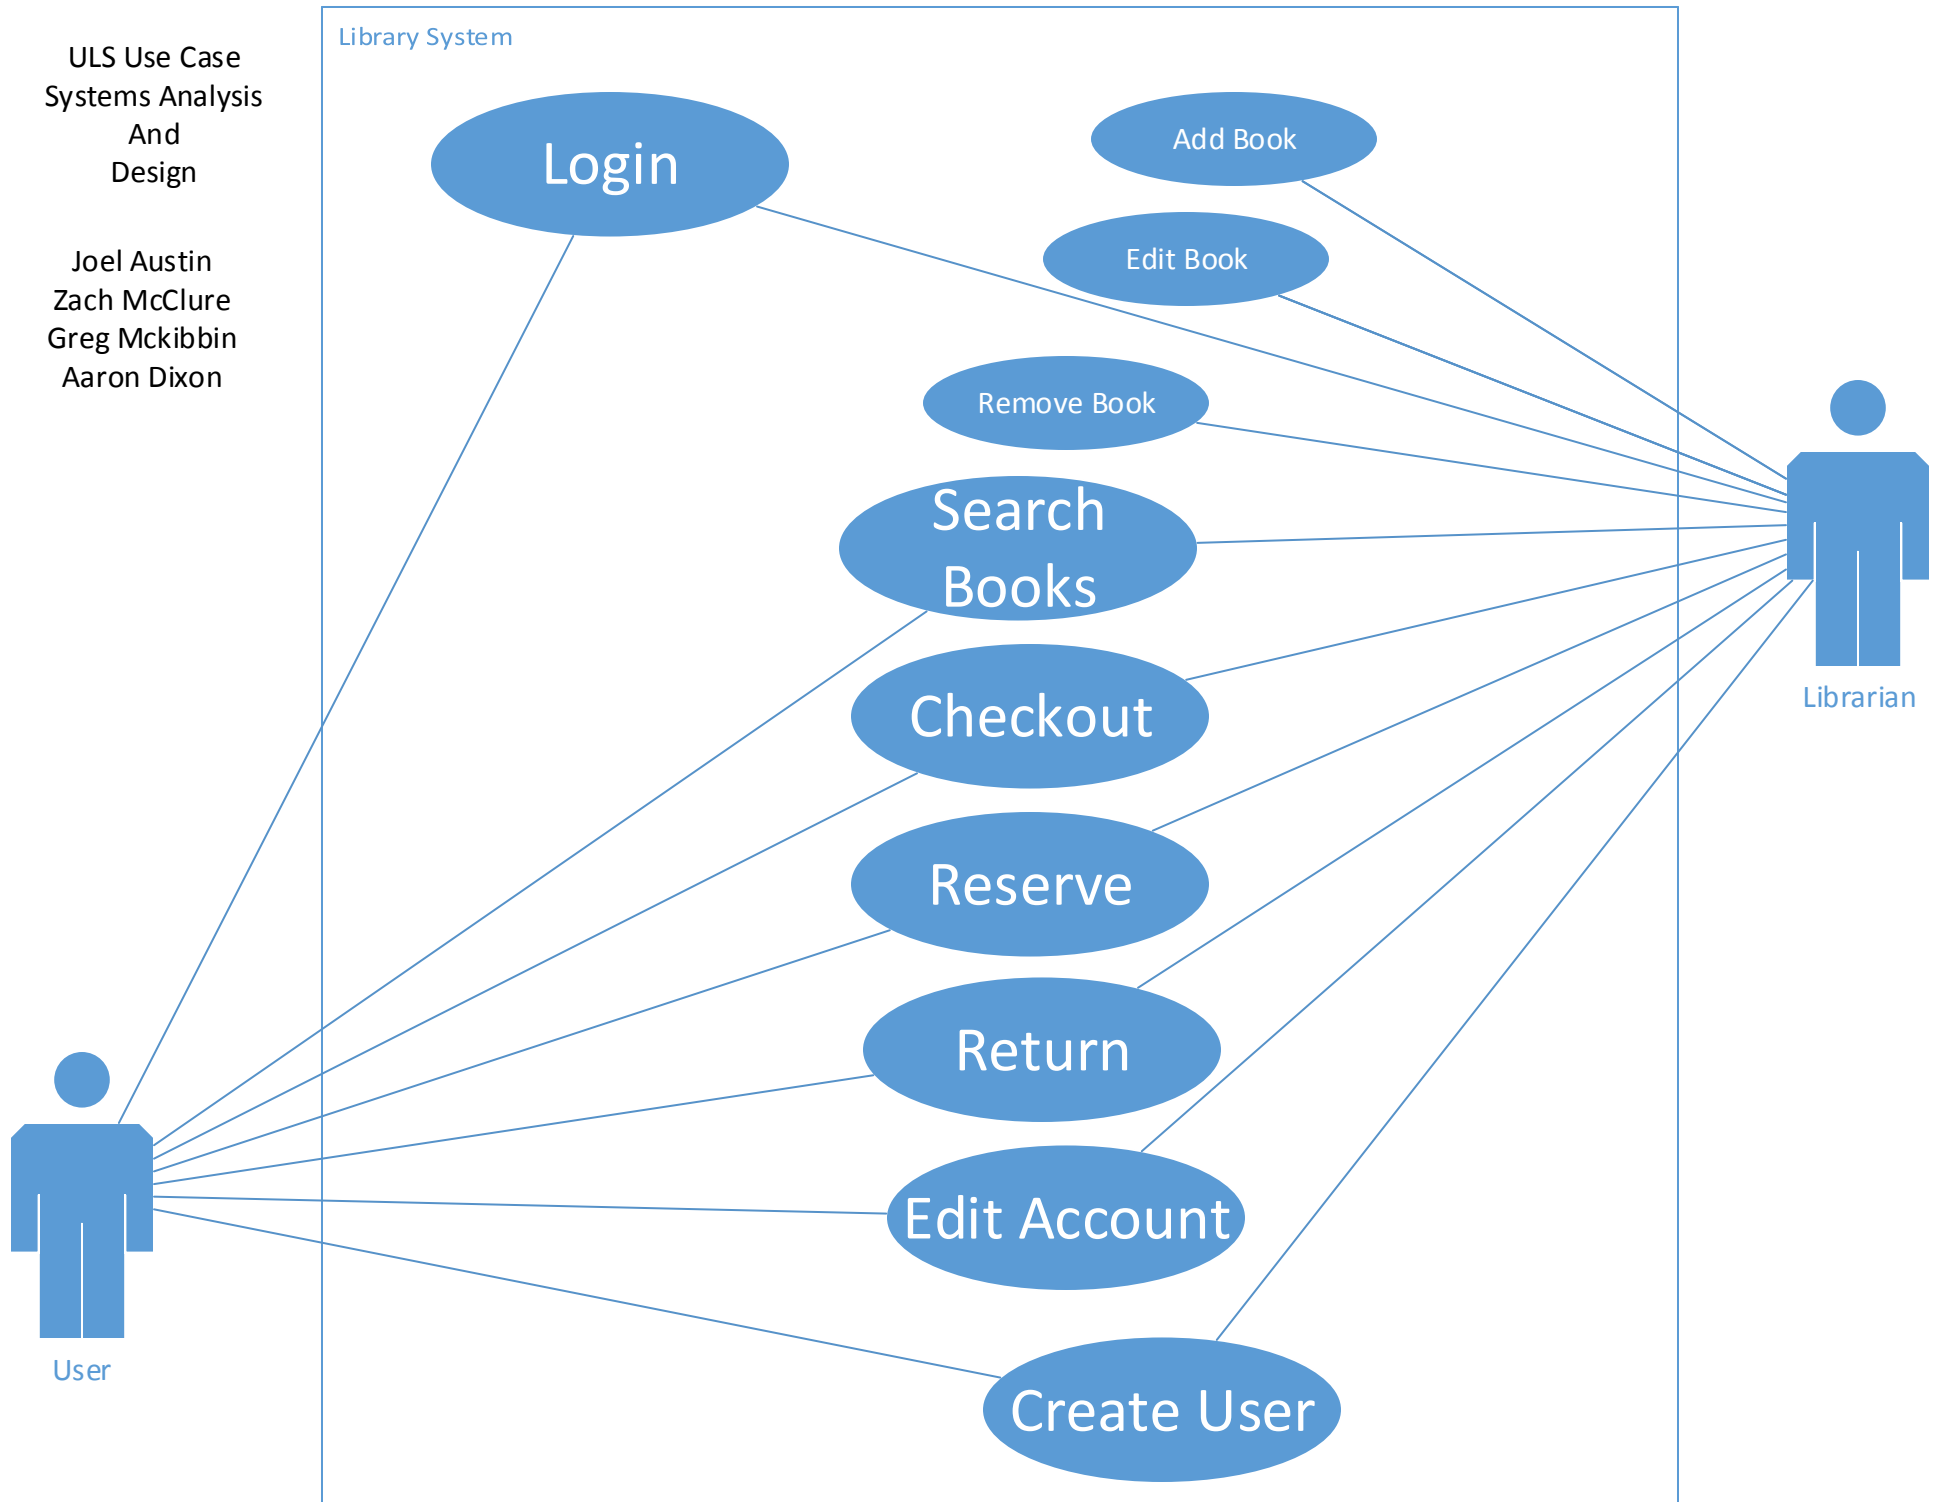 ULS Use Case
Systems Analysis
And
Design
Joel Austin
Zach McClure
Greg Mckibbin
Aaron Dixon
Library System
Login
Add Book
Edit Book
Remove Book
Search
Books
Checkout
Reserve
Return
Edit Account
Create User
Librarian
User